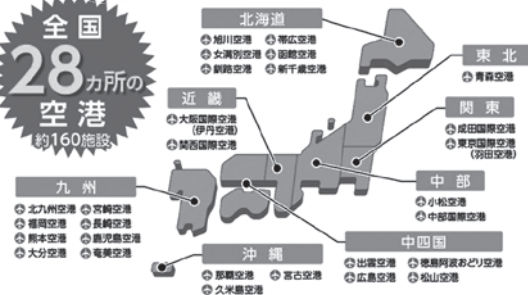 全国
28ヵ所の
空港
約160施設
北海道
旭川空港 帯広空港
女満別空港 函館空港
釧路空港 新千歳空港
東北
青森空港
近畿
大阪国際空港
(伊丹空港)
関西国際空港
関東
成田国際空港
東京国際空港
(羽田空港)
中部
小松空港
中部国際空港
九州
北九州空港 宮崎空港
福岡空港 長崎空港
熊本空港 鹿児島空港
大分空港 奄美空港
沖縄
那覇空港 宮古空港
久米島空港
中四国
出雲空港 徳島阿波おどり空港
広島空港 松山空港